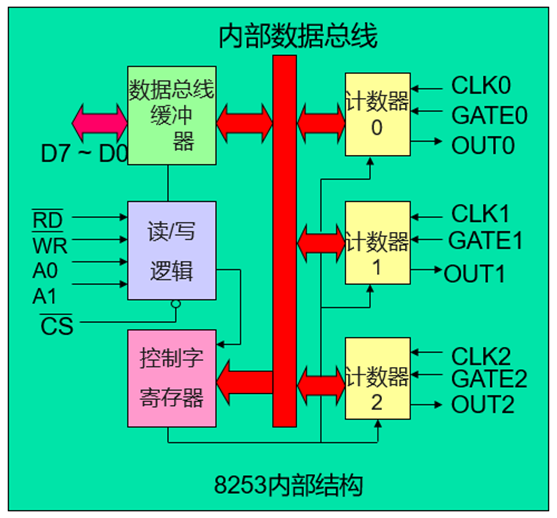 内部数据总线
数据总线
缓冲
器
D7 ~ D0
计数器
0
CLK0
GATE0
OUT0
RD
WR
A0
A1
CS
读/写
逻辑
计数器
1
CLK1
GATE1
OUT1
控制字
寄存器
计数器
2
CLK2
GATE2
OUT2
8253内部结构